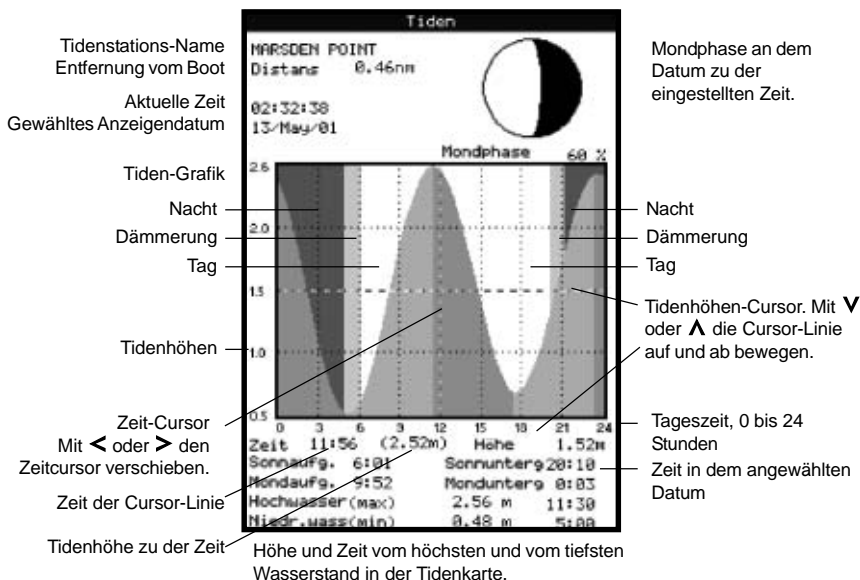 Tiden
Tidenstations-Name
Entfernung vom Boot
MARSDEN POINT
Distans 0.46nm
Mondphase an dem
Datum zu der
eingestellten Zeit.
Aktuelle Zeit
Gewähltes Anzeigendatum
02:32:38
13/May/01
Mondphase 60 %
Tiden-Grafik
Nacht
Dämmerung
Tag
Tidenhöhen
2.6
2.0
1.5
1.0
0.5
0 3 6 9 12 15 18 21 24
Nacht
Dämmerung
Tag
Tidenhöhen-Cursor. Mit V
oder Λ die Cursor-Linie
auf und ab bewegen.
Zeit-Cursor
Mit < oder > den
Zeitcursor verschieben.
Zeit der Cursor-Linie
Tidenhöhe zu der Zeit
Zeit 11:56 (2.52m) Hohe 1.52m
Sonnaufg. 6:01 Sonnunterg 20:10
Mondaufg. 9:52 Mondunterg 0:03
Hochwasser(max) 2.56 m 11:30
Niedr.wass(min) 0.48 m 5:00
Tageszeit, 0 bis 24
Stunden
Zeit in dem angewählten
Datum
Höhe und Zeit vom höchsten und vom tiefsten
Wasserstand in der Tidenkarte.